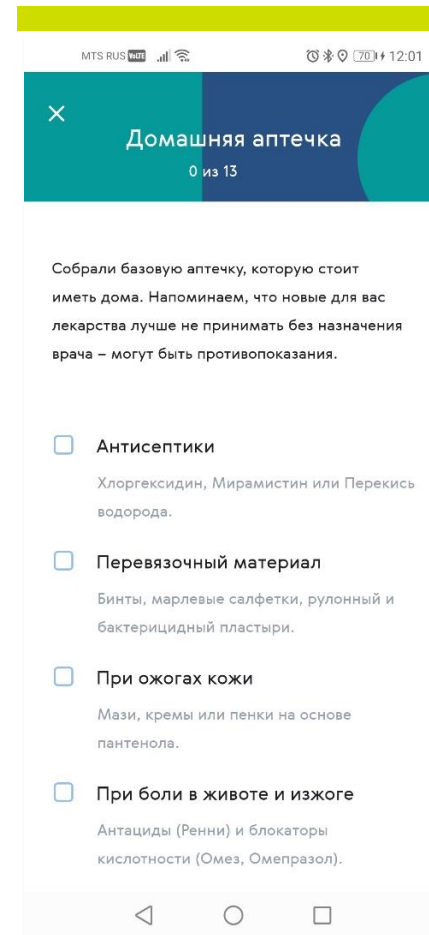 MTS RUS VoLTE 70 12:01
Домашняя аптечка
0 из 13
Собрали базовую аптечку, которую стоит
иметь дома. Напоминаем, что новые для вас
лекарства лучше не принимать без назначения
врача – могут быть противопоказания.
Антисептики
Хлоргексидин, Мирамистин или Перекись
водорода.
Перевязочный материал
Бинты, марлевые салфетки, рулонный и
бактерицидный пластыри.
При ожогах кожи
Мази, кремы или пенки на основе
пантенола.
При боли в животе и изжоге
Антациды (Ренни) и блокаторы
кислотности (Омез, Омепразол).